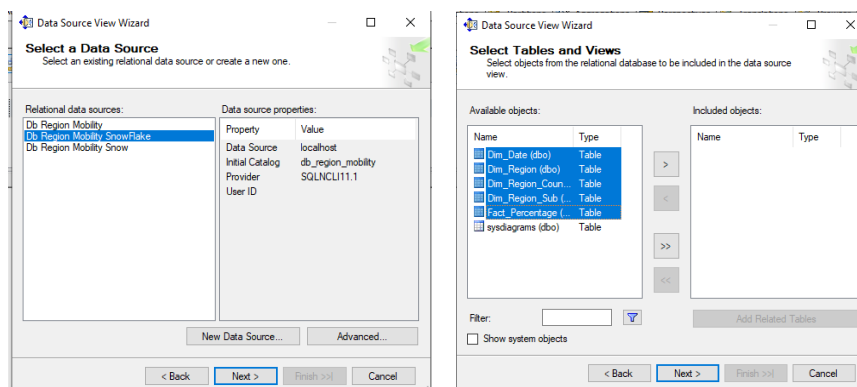 Data Source View Wizard
Select a Data Source
Select an existing relational data source or create a new one.
Relational data sources:
Db Region Mobility
Db Region Mobility SnowFlake
Db Region Mobility Snow
Data source properties:
Property Value
Data Source localhost
Initial Catalog db_region_mobility
Provider SQLNCLI11.1
User ID
New Data Source... Advanced...
< Back Next > Finish >>| Cancel
Data Source View Wizard
Select Tables and Views
Select objects from the relational database to be included in the data source
view.
Available objects:
Name Type
Dim_Date (dbo) Table
Dim_Region (dbo) Table
Dim_Region_Coun... Table
Dim_Region_Sub (... Table
Fact_Percentage (... Table
sysdiagrams (dbo) Table
>
<
>>
<<
Included objects:
Name Type
Filter:
Add Related Tables
Show system objects
< Back Next > Finish >>| Cancel